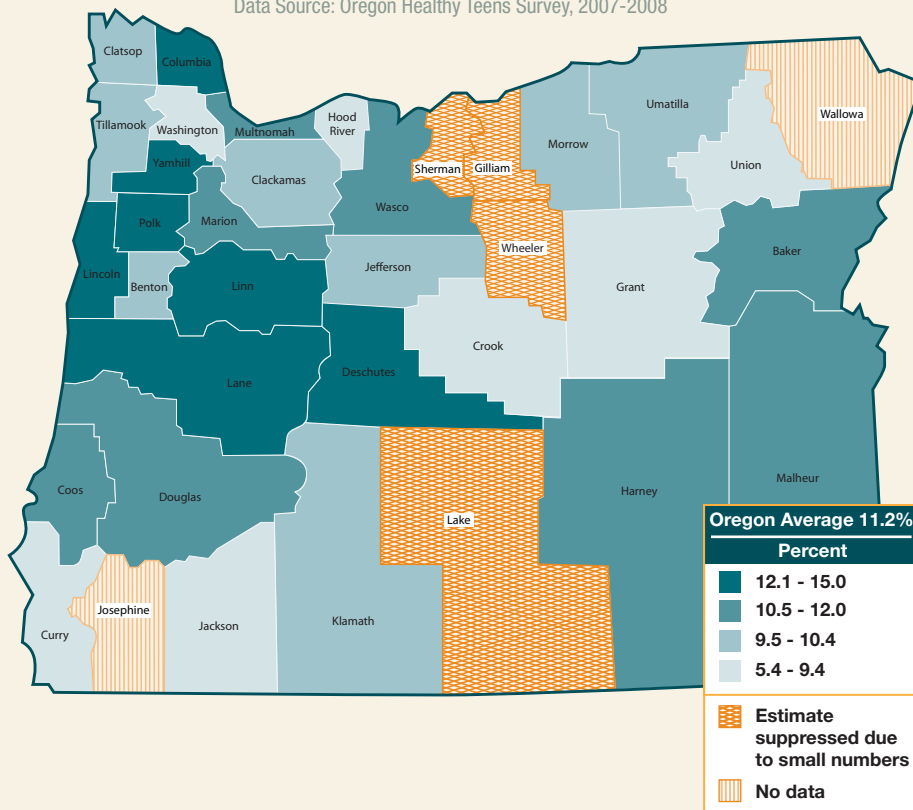 Data Source: Oregon Healthy Teens Survey, 2007-2008
Clatsop
Columbia
Tillamook
Washington
Multnomah
Hood
River
Yamhill
Clackamas
Sherman
Gilliam
Morrow
Umatilla
Wallowa
Union
Polk
Marion
Wasco
Wheeler
Baker
Lincoln
Benton
Linn
Jefferson
Grant
Crook
Lane
Deschutes
Coos
Douglas
Harney
Malheur
Lake
Curry
Josephine
Jackson
Klamath
Oregon Average 11.2%
Percent
12.1 - 15.0
10.5 - 12.0
9.5 - 10.4
5.4 - 9.4
Estimate
suppressed due
to small numbers
No data